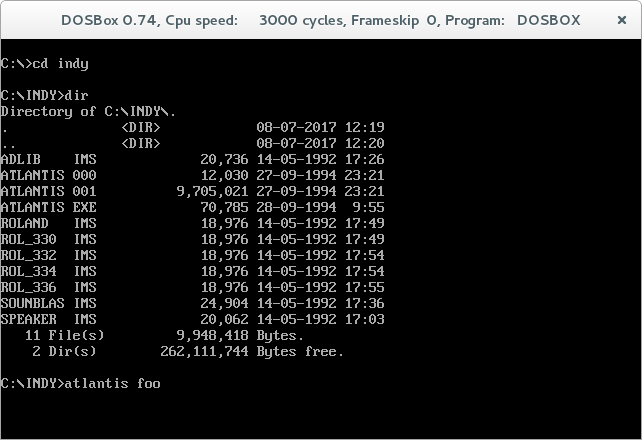 DOSBox 0.74, Cpu speed:    3000 cycles, Frameskip  0, Program:   DOSBOX    ×
C:\>cd indy
C:\INDY>dir
Directory of C:\INDY\.
.              <DIR>            08-07-2017 12:19
..             <DIR>            08-07-2017 12:20
ADLIB    IMS             20,736 14-05-1992 17:26
ATLANTIS 000             12,030 27-09-1994 23:21
ATLANTIS 001          9,705,021 27-09-1994 23:21
ATLANTIS EXE             70,785 28-09-1994  9:55
ROLAND   IMS             18,976 14-05-1992 17:49
ROL_330  IMS             18,976 14-05-1992 17:49
ROL_332  IMS             18,976 14-05-1992 17:54
ROL_334  IMS             18,976 14-05-1992 17:54
ROL_336  IMS             18,976 14-05-1992 17:55
SOUNBLAS IMS             24,904 14-05-1992 17:36
SPEAKER  IMS             20,062 14-05-1992 17:03
   11 File(s)         9,948,418 Bytes.
    2 Dir(s)        262,111,744 Bytes free.
C:\INDY>atlantis foo